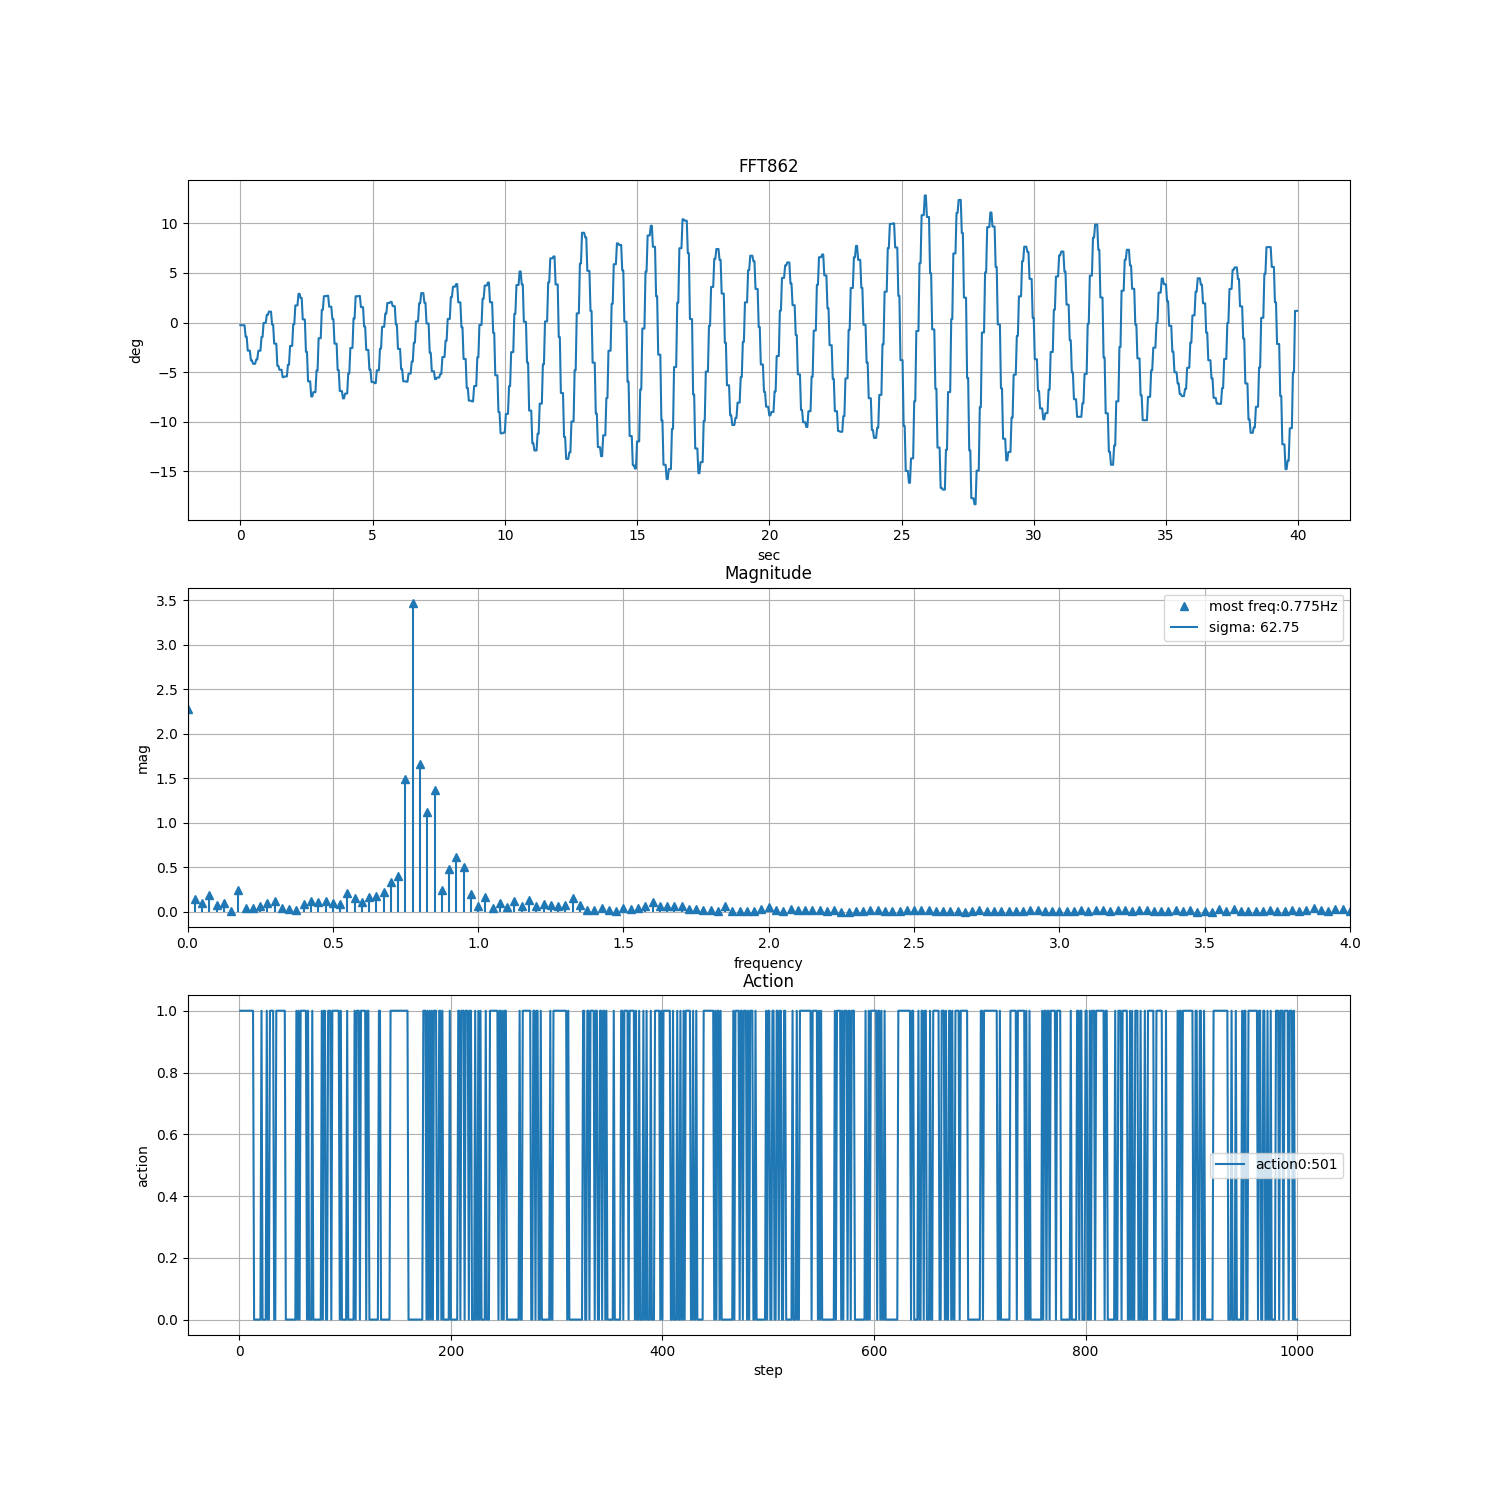 FFT862
10
5
0
−5
−10
−15
deg
0 5 10 15 20 25 30 35 40
sec
Magnitude
3.5
3.0
2.5
2.0
1.5
1.0
0.5
0.0
mag
most freq:0.775Hz
sigma: 62.75
0.0 0.5 1.0 1.5 2.0 2.5 3.0 3.5 4.0
frequency
Action
1.0
0.8
0.6
0.4
0.2
0.0
action
action0:501
0 200 400 600 800 1000
step